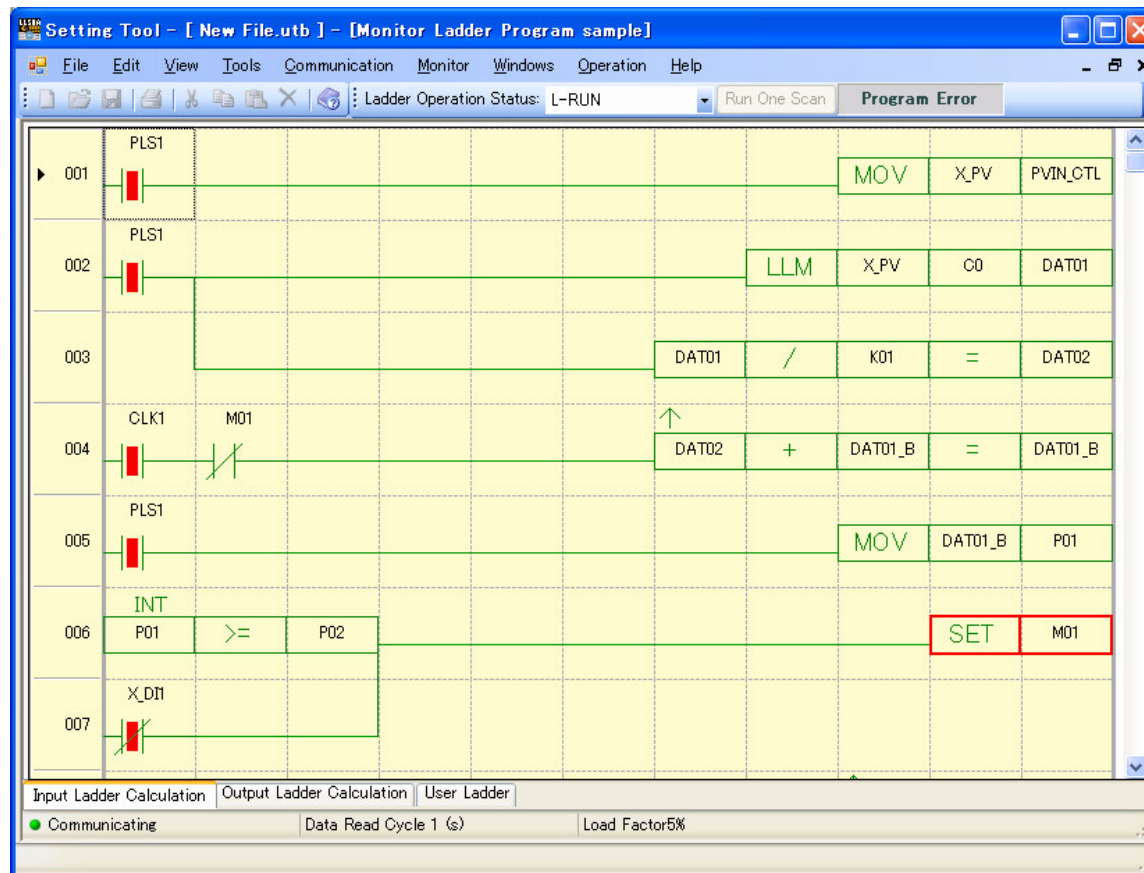 Setting Tool - [ New File.utb ] - [Monitor Ladder Program sample]
File Edit View Tools Communication Monitor Windows Operation Help
Ladder Operation Status: L-RUN Run One Scan Program Error
PLS1
001 MOV X_PV PVIN_CTL
PLS1
002 LLM X_PV C0 DAT01
003 DAT01 / K01 = DAT02
CLK1 M01
004 DAT02 + DAT01_B = DAT01_B
PLS1
005 MOV DAT01_B P01
INT
006 P01 >= P02 SET M01
X_DI1
007
Input Ladder Calculation Output Ladder Calculation User Ladder
Communicating Data Read Cycle 1 (s) Load Factor5%